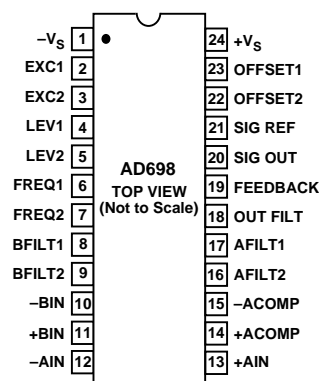 –VS 1 24 +VS
EXC1 2 23 OFFSET1
EXC2 3 22 OFFSET2
LEV1 4 21 SIG REF
LEV2 5 20 SIG OUT
AD698
FREQ1 6 TOP VIEW 19 FEEDBACK
(Not to Scale)
FREQ2 7 18 OUT FILT
BFILT1 8 17 AFILT1
BFILT2 9 16 AFILT2
–BIN 10 15 –ACOMP
+BIN 11 14 +ACOMP
–AIN 12 13 +AIN